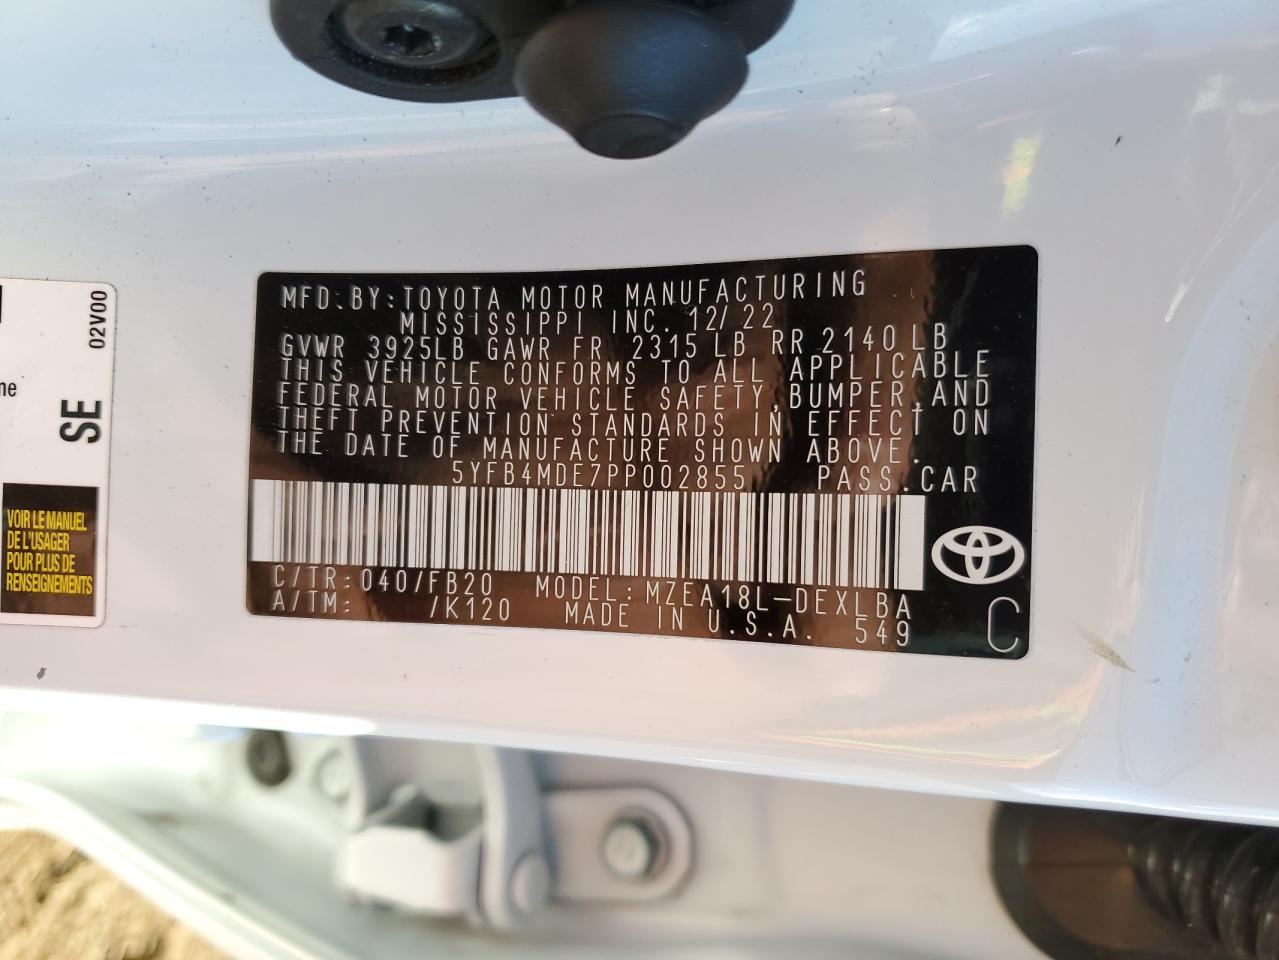 02V00
ne
SE
VOIR LE MANUEL
DE L'USAGER
POUR PLUS DE
RENSEIGNEMENTS
MFD.BY:TOYOTA MOTOR MANUFACTURING
MISSISSIPPI INC. 12/22
GVWR 3925LB GAWR FR 2315LB RR 2140LB
THIS VEHICLE CONFORMS TO ALL APPLICABLE
FEDERAL MOTOR VEHICLE SAFETY,BUMPER,AND
THEFT PREVENTION STANDARDS IN EFFECT ON
THE DATE OF MANUFACTURE SHOWN ABOVE.
5YFB4MDE7PP002855 PASS.CAR
C/TR:040/FB20 MODEL:MZEA18L-DEXLBA
A/TM: /K120 MADE IN U.S.A. 549
C